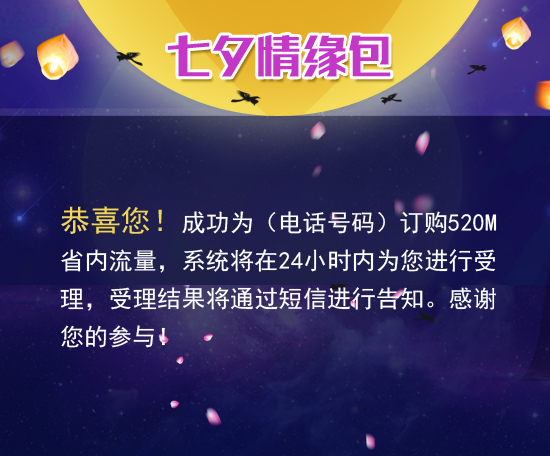 七夕情缘包
恭喜您！成功为（电话号码）订购520M
省内流量，系统将在24小时内为您进行受
理，受理结果将通过短信进行告知。感谢
您的参与！